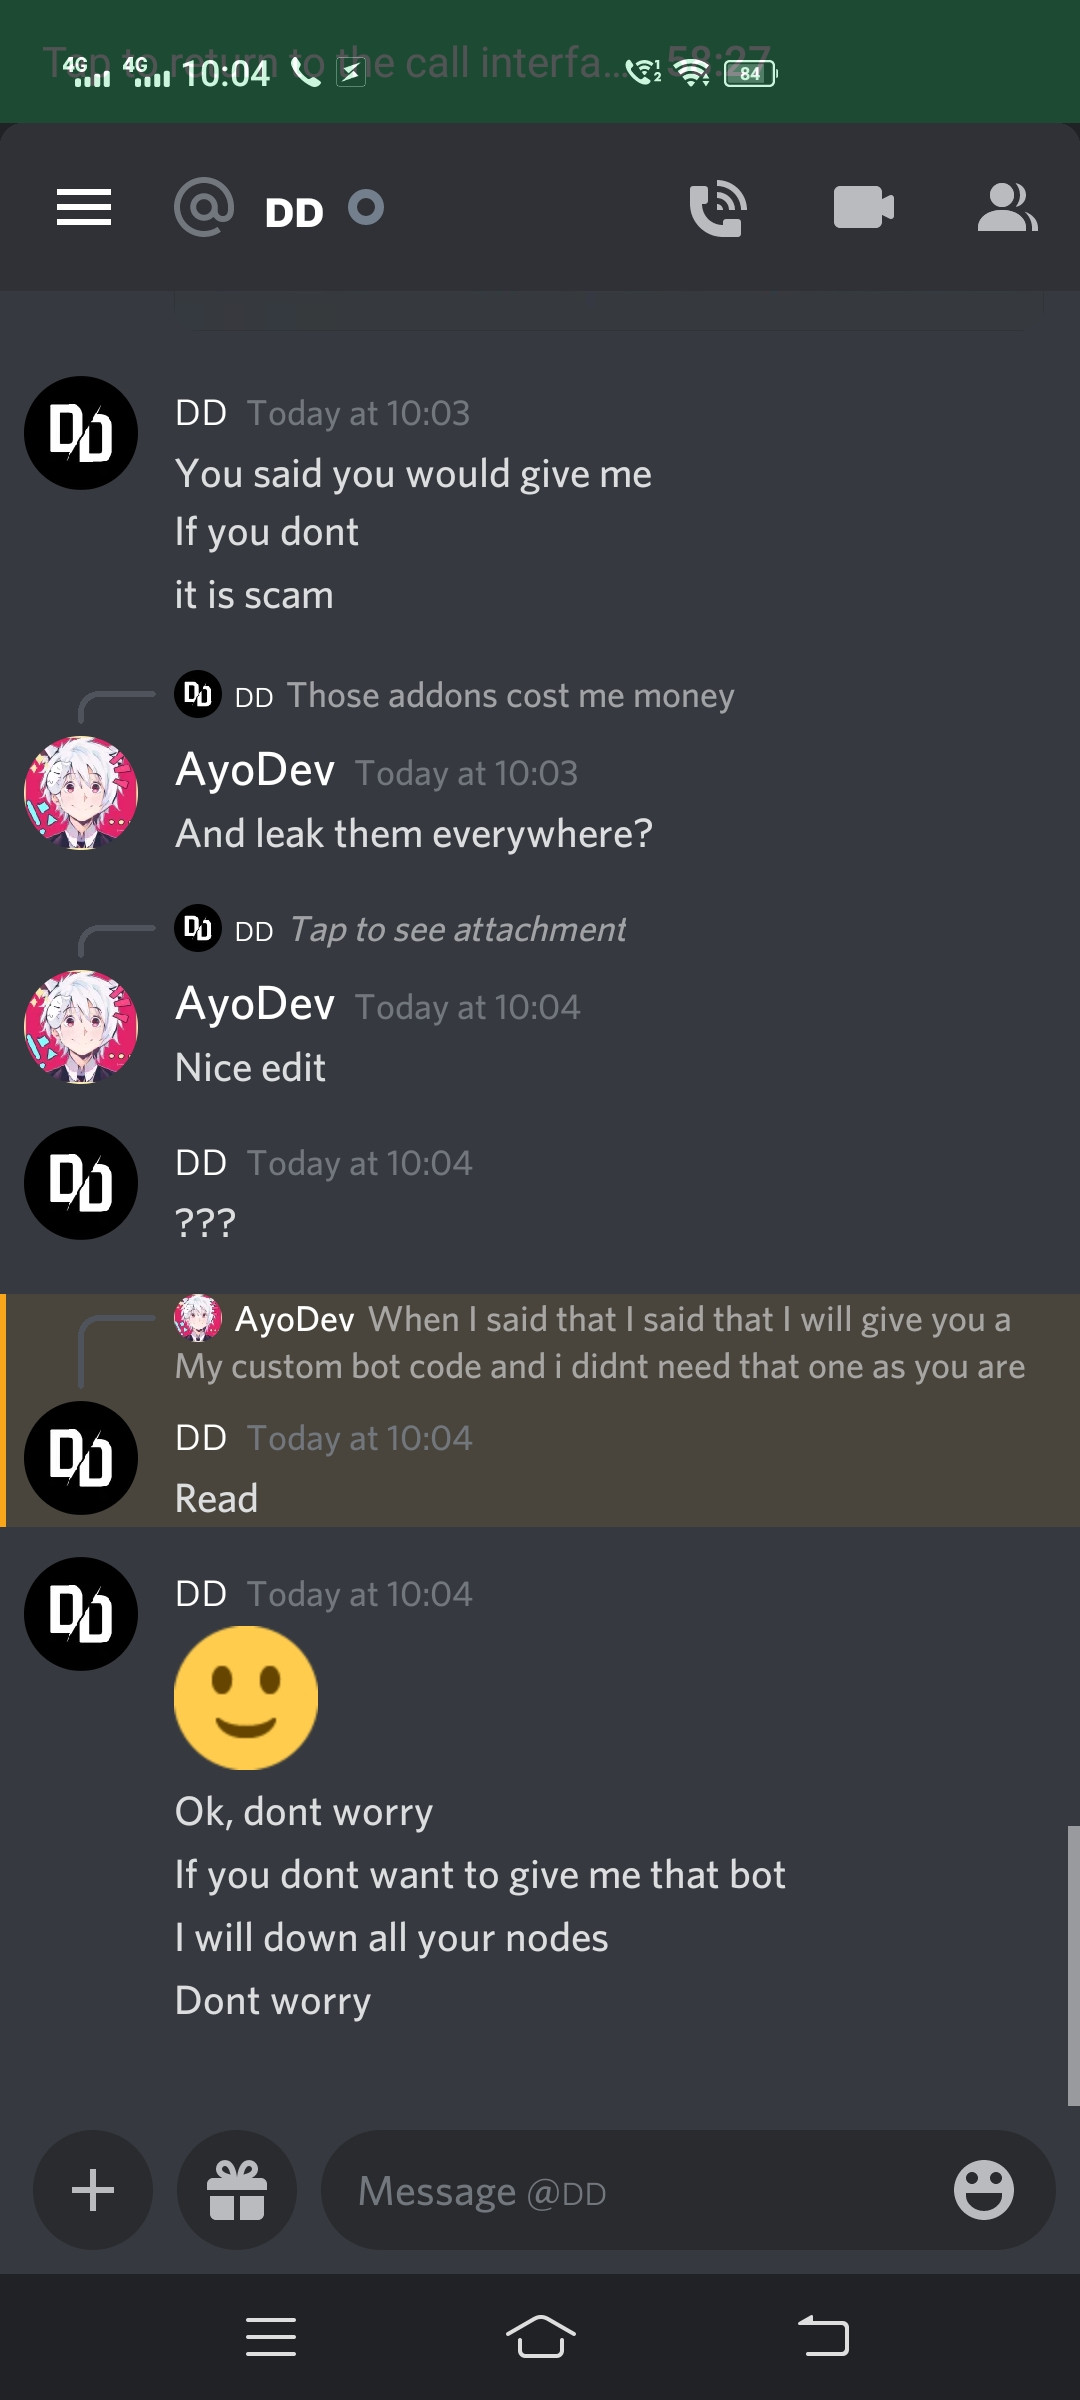 Tap to return to the call interfa... 58:27
4G 4G 10:04 84
DD
DD Today at 10:03
You said you would give me
If you dont
it is scam
DD Those addons cost me money
AyoDev Today at 10:03
And leak them everywhere?
DD Tap to see attachment
AyoDev Today at 10:04
Nice edit
DD Today at 10:04
???
AyoDev When I said that I said that I will give you a
My custom bot code and i didnt need that one as you are
DD Today at 10:04
Read
DD Today at 10:04
Ok, dont worry
If you dont want to give me that bot
I will down all your nodes
Dont worry
Message @DD